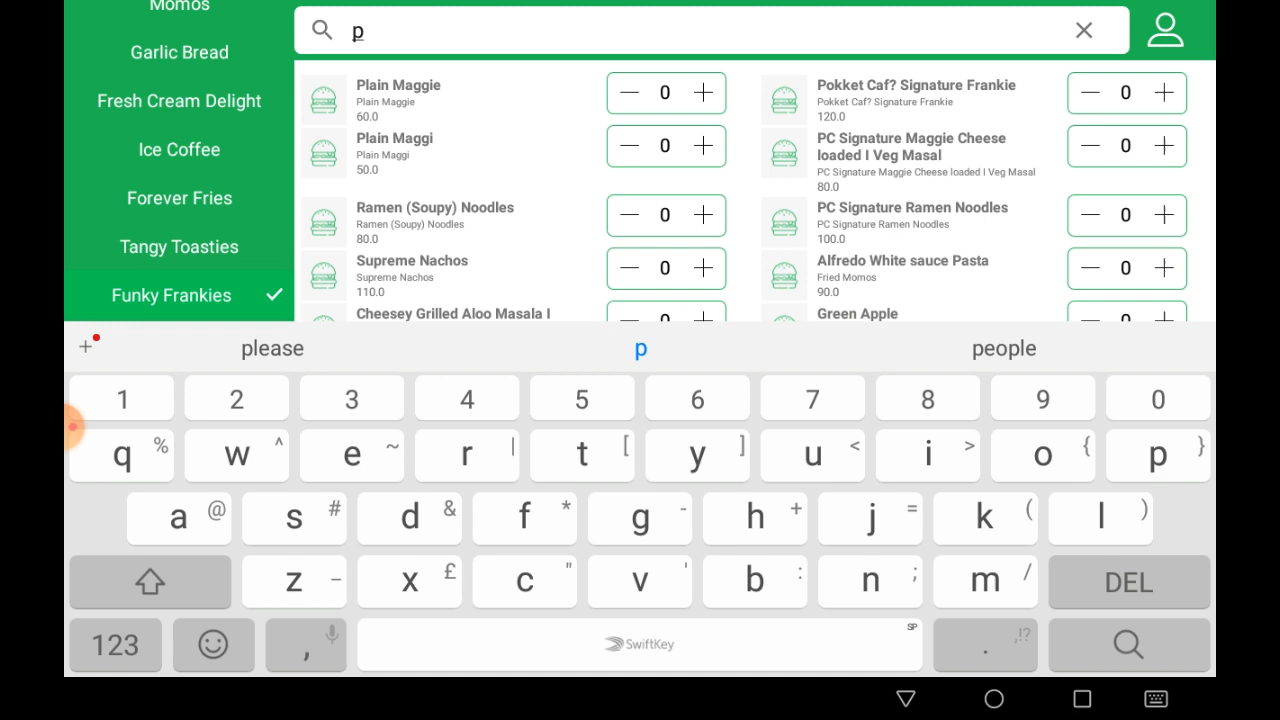 Momos
Garlic Bread
Fresh Cream Delight
Ice Coffee
Forever Fries
Tangy Toasties
Funky Frankies
p
Plain Maggie
Plain Maggie
60.0
0
Pokket Caf? Signature Frankie
Pokket Caf? Signature Frankie
120.0
0
Plain Maggi
Plain Maggi
50.0
0
PC Signature Maggie Cheese
loaded I Veg Masal
PC Signature Maggie Cheese loaded I Veg Masal
80.0
0
Ramen (Soupy) Noodles
Ramen (Soupy) Noodles
80.0
0
PC Signature Ramen Noodles
PC Signature Ramen Noodles
100.0
0
Supreme Nachos
Supreme Nachos
110.0
0
Alfredo White sauce Pasta
Fried Momos
90.0
0
Cheesey Grilled Aloo Masala I
0
Green Apple
0
+ please p people
1 2 3 4 5 6 7 8 9 0
q % w ^ e ~ r | t [ y ] u < i > o { p }
a @ s # d & f * g - h + j = k ( l )
z _ x £ c " v ' b : n ; m / DEL
123 , SwiftKey SP . ,!?